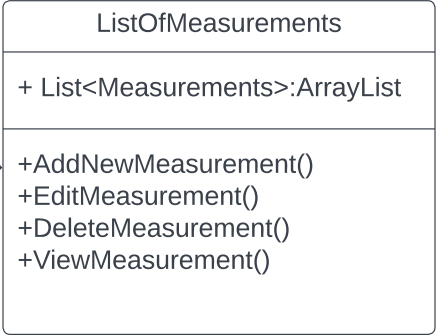 ListOfMeasurements
+ List<Measurements>:ArrayList
+AddNewMeasurement()
+EditMeasurement()
+DeleteMeasurement()
+ViewMeasurement()